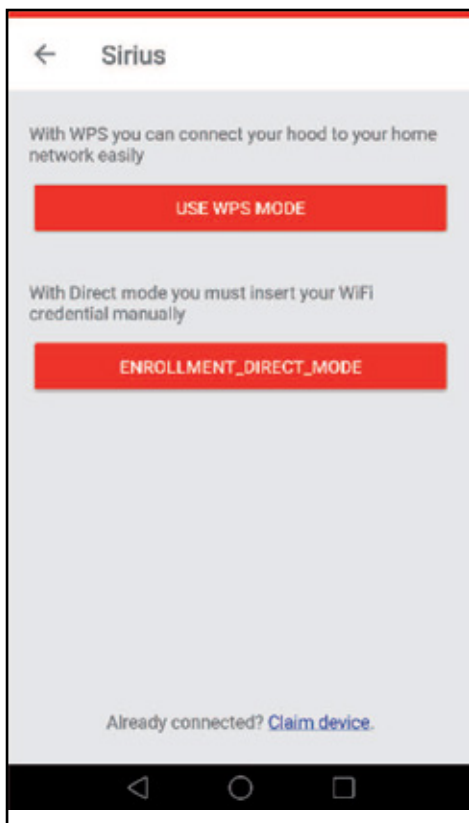 Sirius
With WPS you can connect your hood to your home
network easily
USE WPS MODE
With Direct mode you must insert your WiFi
credential manually
ENROLLMENT_DIRECT_MODE
Already connected? Claim device.